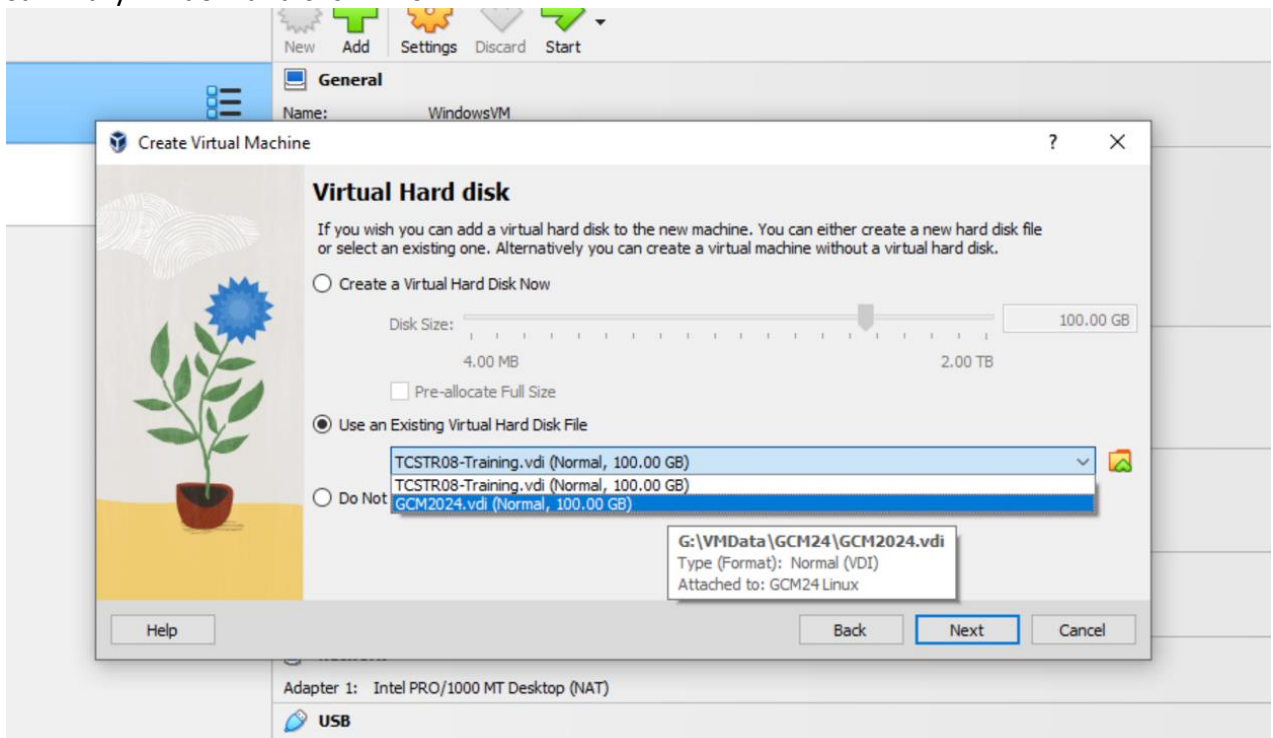 New Add Settings Discard Start
General
Name: WindowsVM
Create Virtual Machine ? X
Virtual Hard disk
If you wish you can add a virtual hard disk to the new machine. You can either create a new hard disk file
or select an existing one. Alternatively you can create a virtual machine without a virtual hard disk.
Create a Virtual Hard Disk Now
Disk Size: 100.00 GB
4.00 MB 2.00 TB
Pre-allocate Full Size
Use an Existing Virtual Hard Disk File
TCSTR08-Training.vdi (Normal, 100.00 GB)
TCSTR08-Training.vdi (Normal, 100.00 GB)
Do Not GCM2024.vdi (Normal, 100.00 GB)
G:\VMData\GCM24\GCM2024.vdi
Type (Format): Normal (VDI)
Attached to: GCM24 Linux
Help Back Next Cancel
Adapter 1: Intel PRO/1000 MT Desktop (NAT)
USB